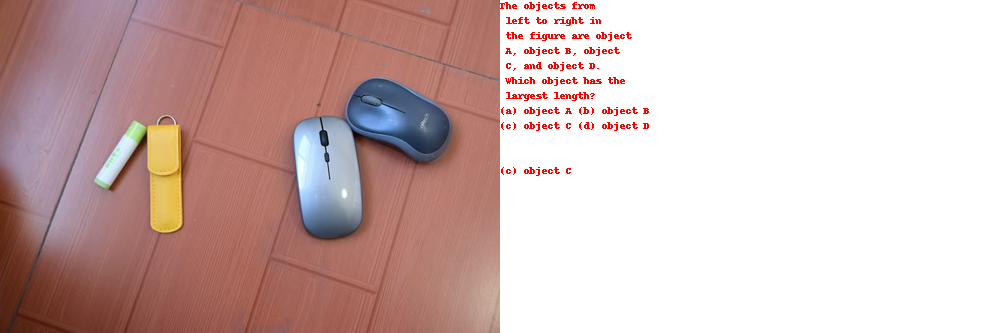 The objects from
left to right in
the figure are object
A, object B, object
C, and object D.
Which object has the
largest length?
(a) object A (b) object B
(c) object C (d) object D
(c) object C